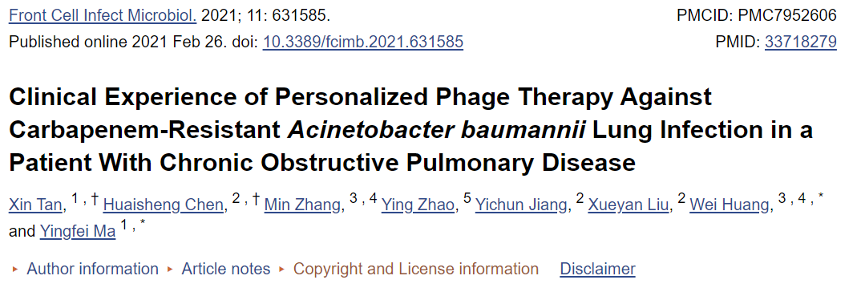 Front Cell Infect Microbiol. 2021; 11: 631585. PMCID: PMC7952606
Published online 2021 Feb 26. doi: 10.3389/fcimb.2021.631585 PMID: 33718279
Clinical Experience of Personalized Phage Therapy Against
Carbapenem-Resistant Acinetobacter baumannii Lung Infection in a
Patient With Chronic Obstructive Pulmonary Disease
Xin Tan, 1 , † Huaisheng Chen, 2 , † Min Zhang, 3 , 4 Ying Zhao, 5 Yichun Jiang, 2 Xueyan Liu, 2 Wei Huang, 3 , 4 , *
and Yingfei Ma 1 , *
▸ Author information ▸ Article notes ▸ Copyright and License information Disclaimer